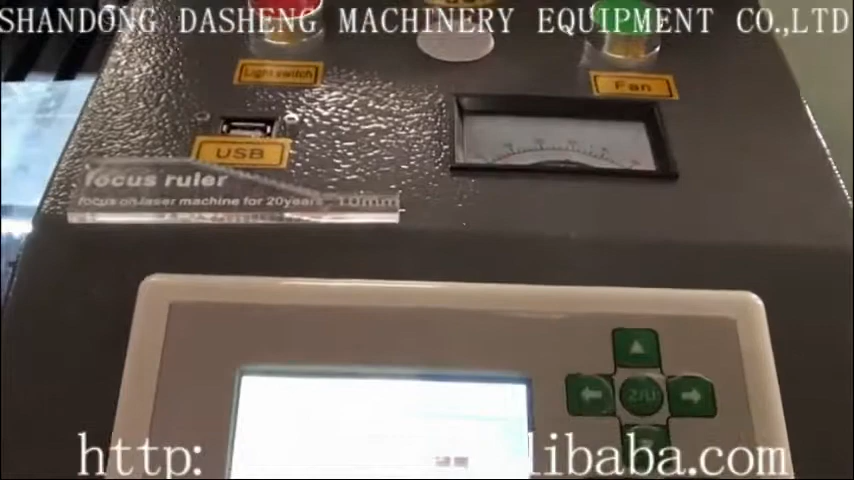 SHANDONG DASHENG MACHINERY EQUIPMENT CO.,LTD
Light switch
Fan
USB
focus ruler
focus on laser machine for 20years 10mm
Z/U
http: libaba.com